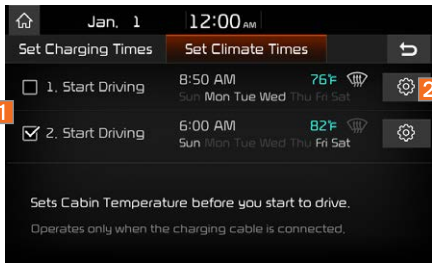 Jan. 1 12:00 AM
Set Charging Times Set Climate Times
1. Start Driving 8:50 AM 76°F
Sun Mon Tue Wed Thu Fri Sat
2
1
2. Start Driving 6:00 AM 82°F
Sun Mon Tue Wed Thu Fri Sat
Sets Cabin Temperature before you start to drive.
Operates only when the charging cable is connected.